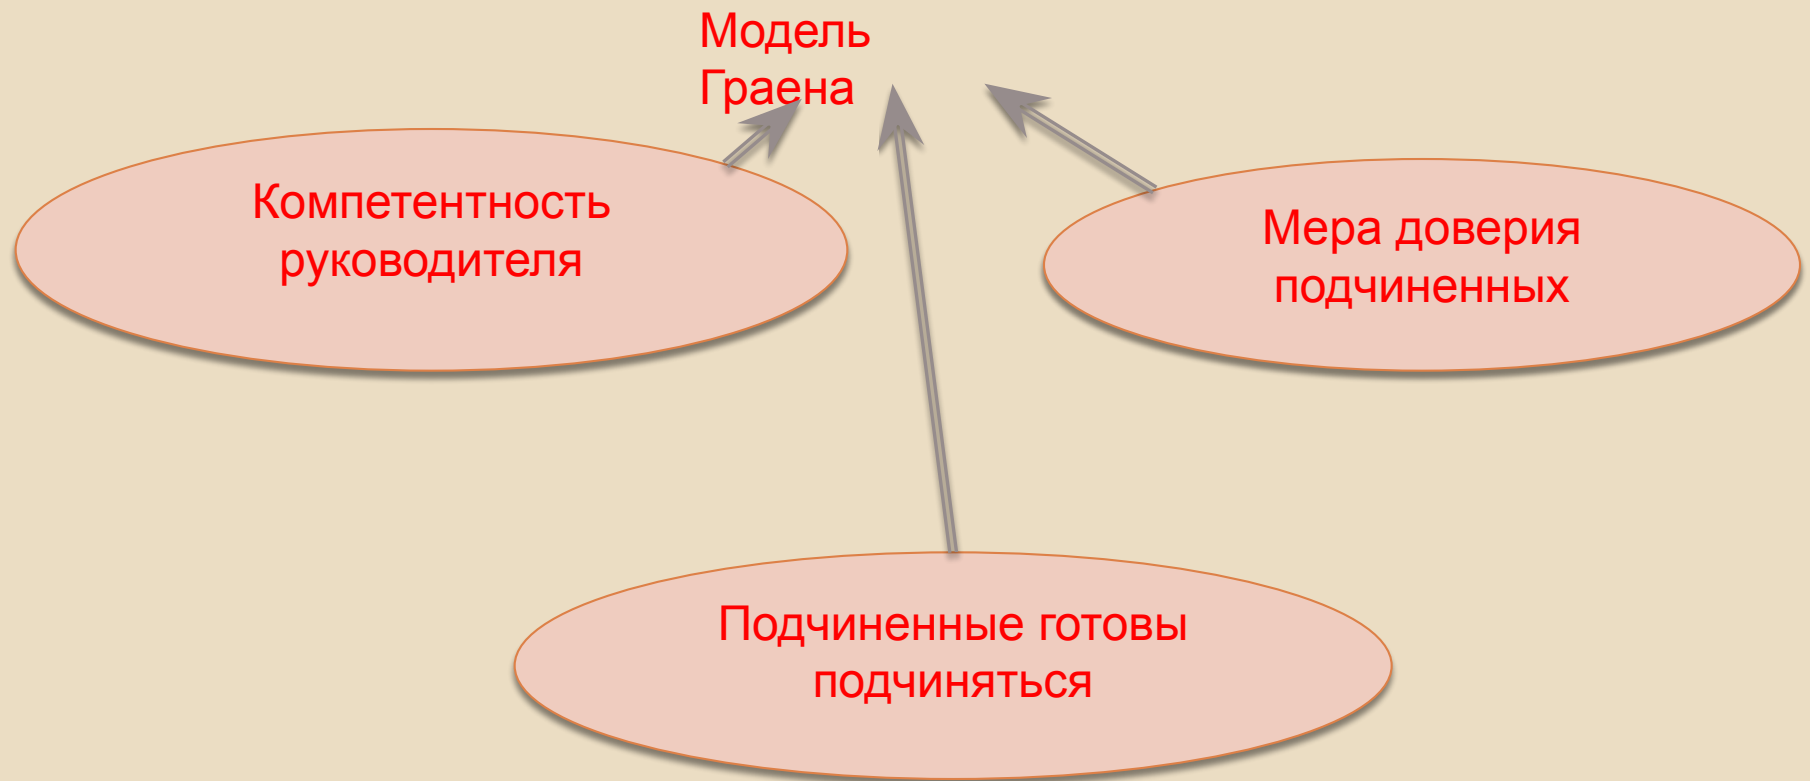 Модель
Граена
Компетентность
руководителя
Мера доверия
подчиненных
Подчиненные готовы
подчиняться